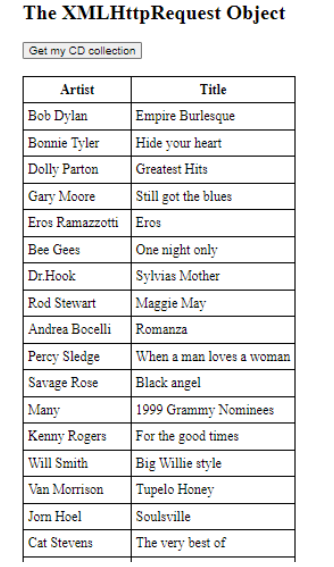 The XMLHttpRequest Object
Get my CD collection
Artist Title
Bob Dylan Empire Burlesque
Bonnie Tyler Hide your heart
Dolly Parton Greatest Hits
Gary Moore Still got the blues
Eros Ramazzotti Eros
Bee Gees One night only
Dr.Hook Sylvias Mother
Rod Stewart Maggie May
Andrea Bocelli Romanza
Percy Sledge When a man loves a woman
Savage Rose Black angel
Many 1999 Grammy Nominees
Kenny Rogers For the good times
Will Smith Big Willie style
Van Morrison Tupelo Honey
Jorn Hoel Soulsville
Cat Stevens The very best of